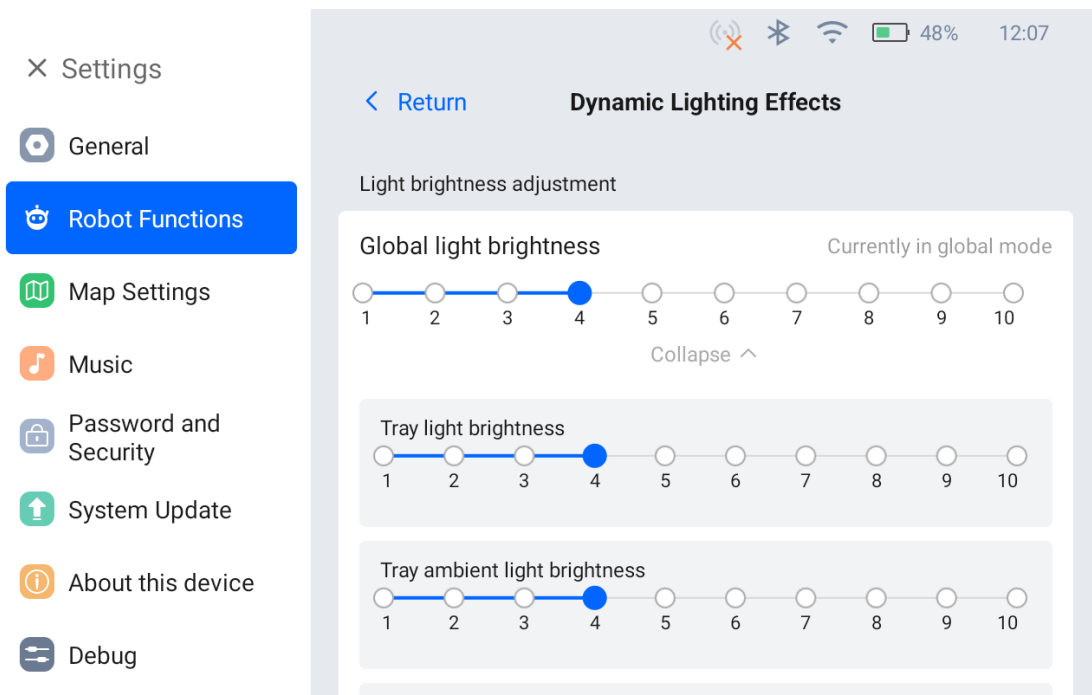 48%
12:07
Settings
General
Robot Functions
Map Settings
Music
Password and
Security
System Update
About this device
Debug
Return
Dynamic Lighting Effects
Light brightness adjustment
Global light brightness
Currently in global mode
1 2 3 4 5 6 7 8 9 10
Collapse
Tray light brightness
1 2 3 4 5 6 7 8 9 10
Tray ambient light brightness
1 2 3 4 5 6 7 8 9 10